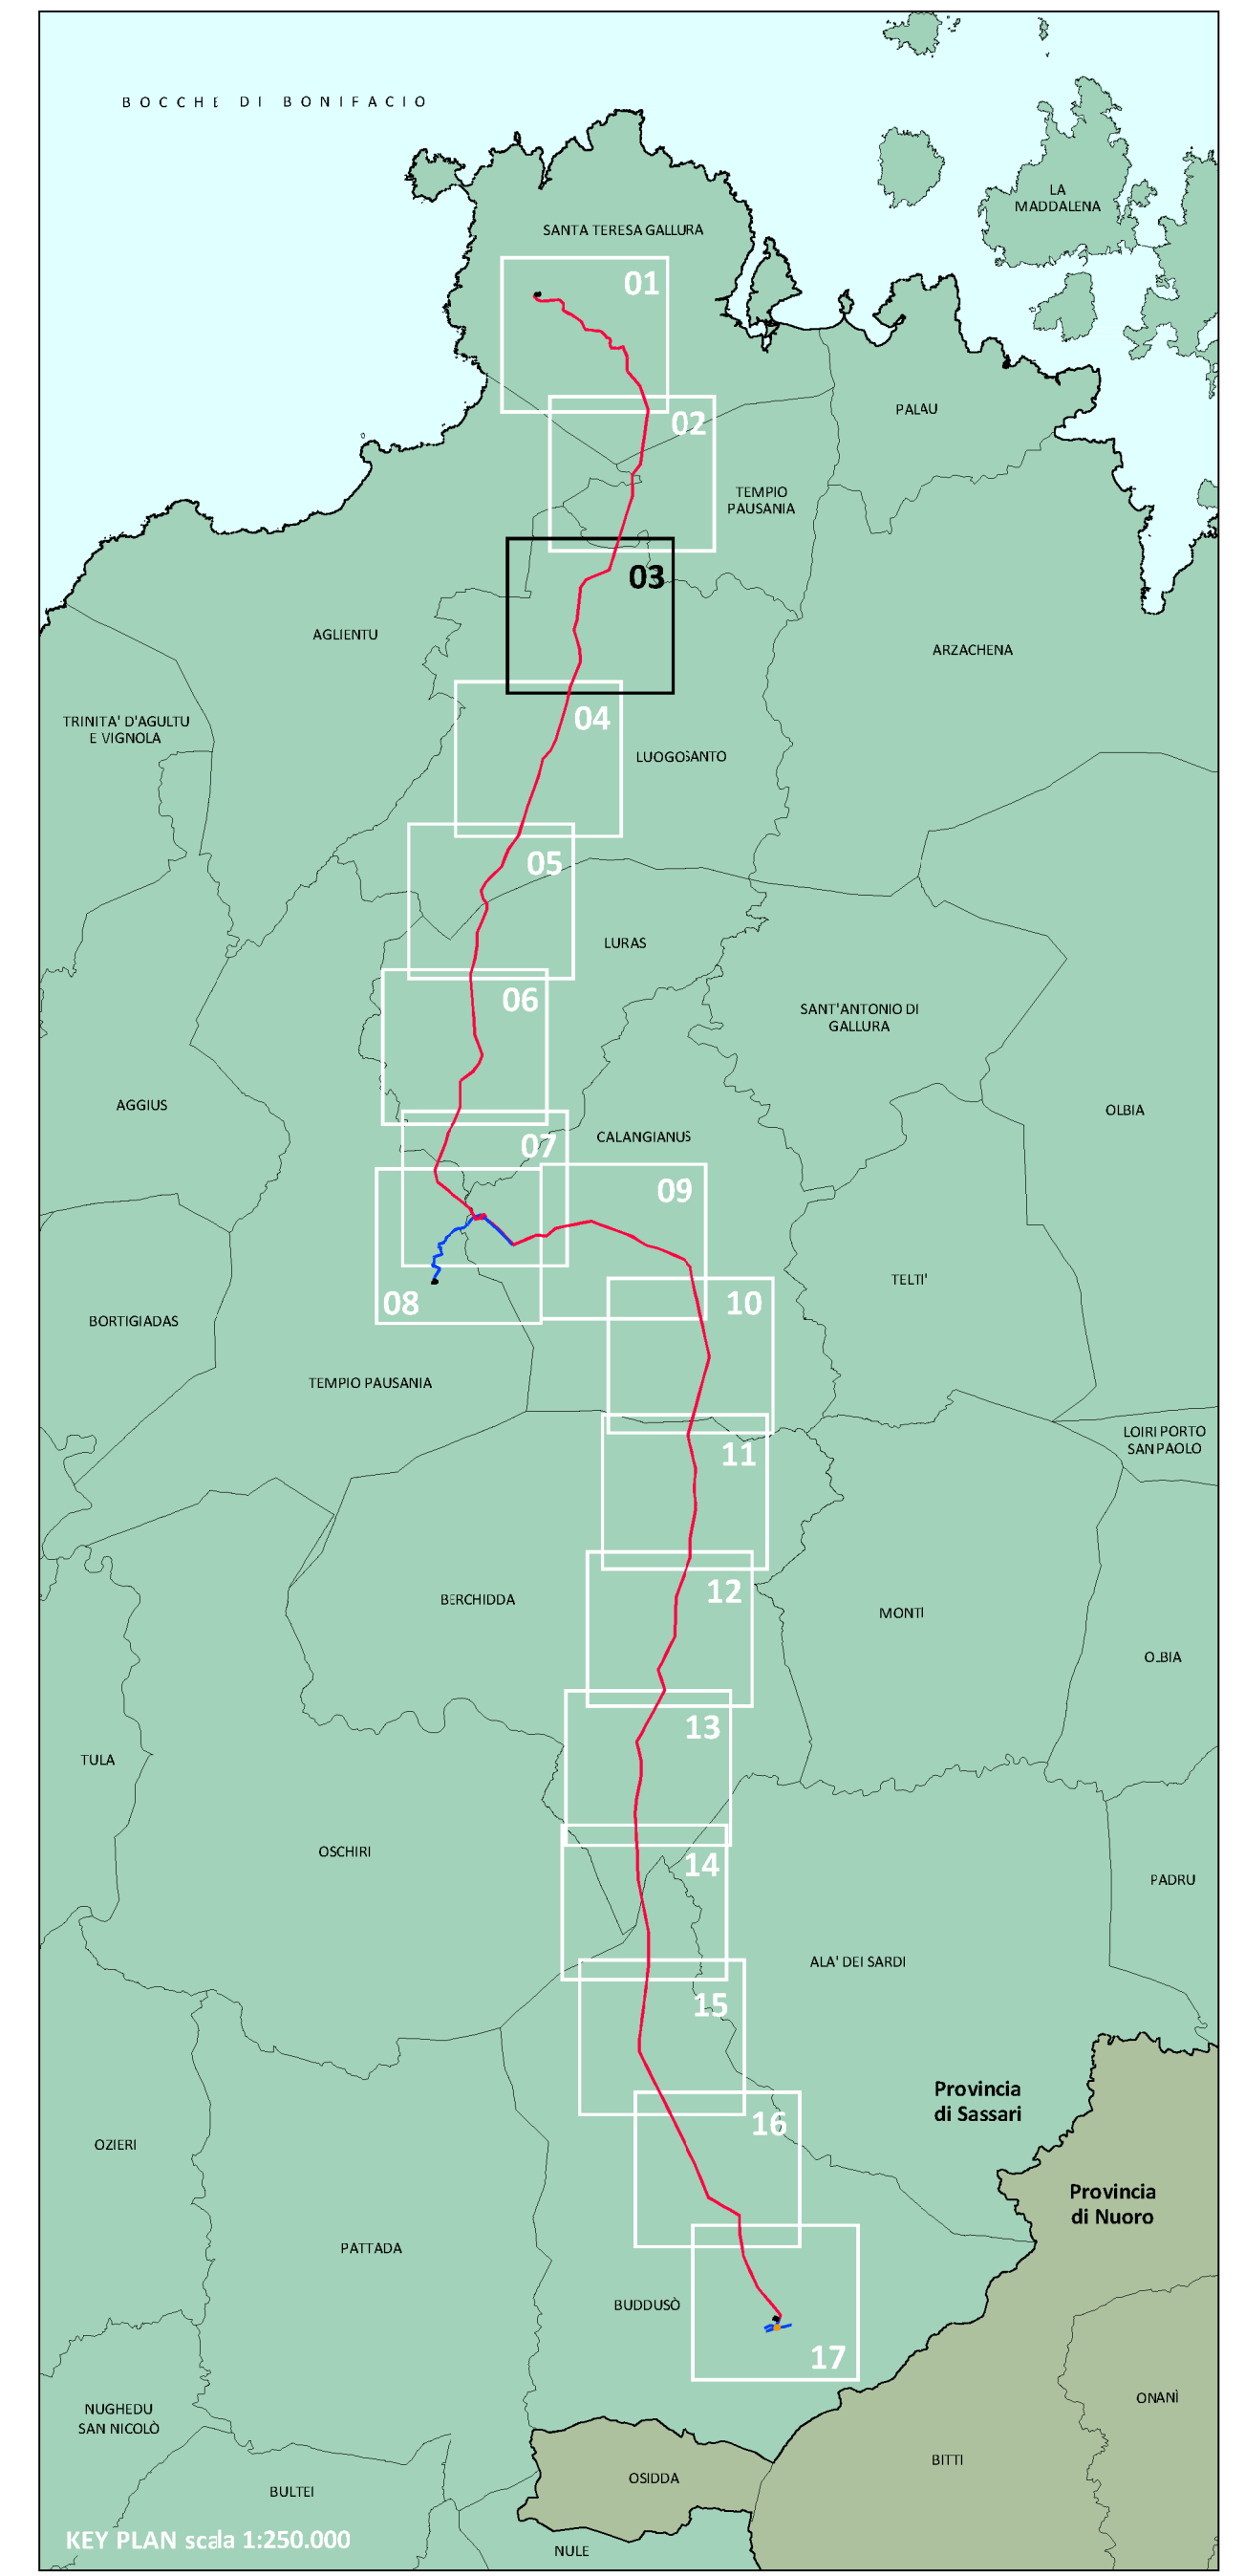 BOCCHE DI BONIFACIO
LA
MADDALENA
SANTA TERESA GALLURA
01
PALAU
02
TEMPIO
PAUSANIA
03
AGLIENTU
ARZACHENA
04
TRINITA' D'AGULTU
E VIGNOLA
LUOGOSANTO
05
LURAS
06
SANT'ANTONIO DI
GALLURA
AGGIUS
OLBIA
CALANGIANUS
07
09
TELTI'
08
10
BORTIGIADAS
TEMPIO PAUSANIA
LOIRI PORTO
SAN PAOLO
11
12
BERCHIDDA
MONTI
OLBIA
13
TULA
OSCHIRI
14
PADRU
ALA' DEI SARDI
15
Provincia
di Sassari
16
OZIERI
Provincia
di Nuoro
PATTADA
BUDDUSÒ
17
ONANÌ
NUGHEDU
SAN NICOLÒ
BITTI
OSIDDA
BULTEI
KEY PLAN scala 1:250.000
NULE